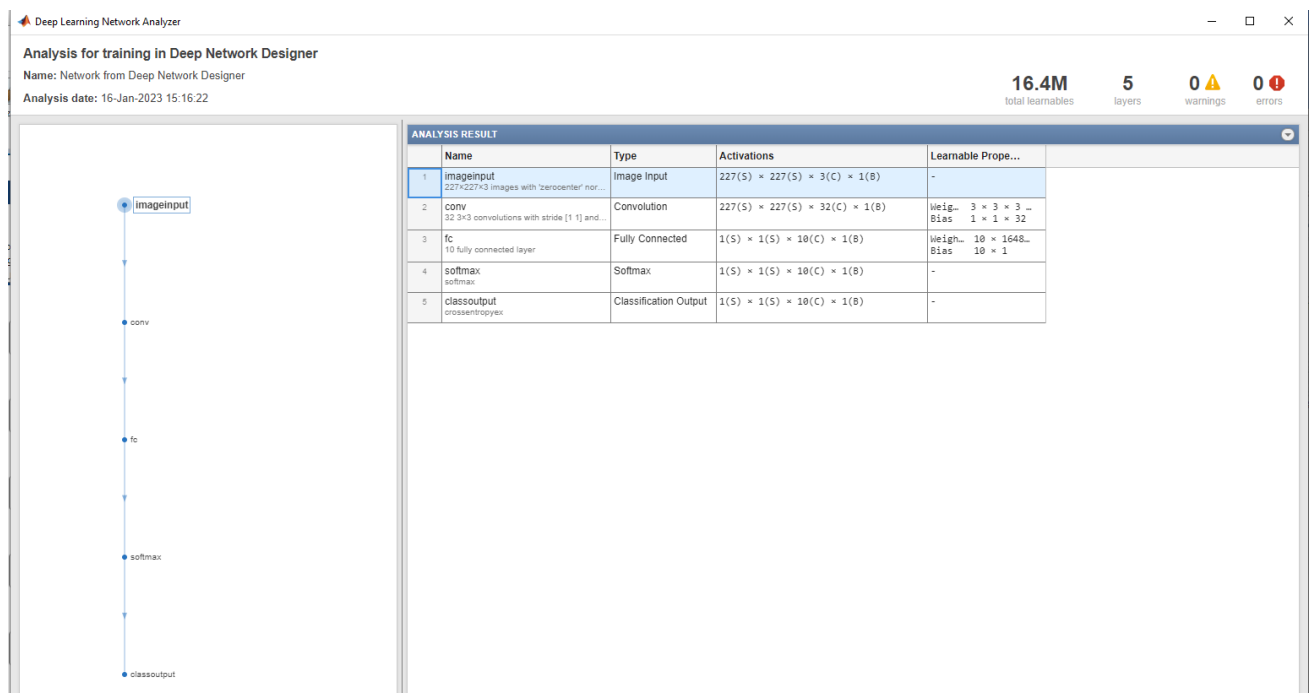 Deep Learning Network Analyzer
Analysis for training in Deep Network Designer
Name: Network from Deep Network Designer
Analysis date: 16-Jan-2023 15:16:22
16.4M 5 0 0
total learnables layers warnings errors
ANALYSIS RESULT
Name Type Activations Learnable Prope...
1 imageinput Image Input 227(S) × 227(S) × 3(C) × 1(B) -
227×227×3 images with 'zerocenter' nor...
2 conv Convolution 227(S) × 227(S) × 32(C) × 1(B) Weig… 3 × 3 × 3 …
32 3×3 convolutions with stride [1 1] and... Bias 1 × 1 × 32
3 fc Fully Connected 1(S) × 1(S) × 10(C) × 1(B) Weigh… 10 × 1648…
10 fully connected layer Bias 10 × 1
4 softmax Softmax 1(S) × 1(S) × 10(C) × 1(B) -
softmax
5 classoutput Classification Output 1(S) × 1(S) × 10(C) × 1(B) -
crossentropyex
imageinput
conv
fc
softmax
classoutput